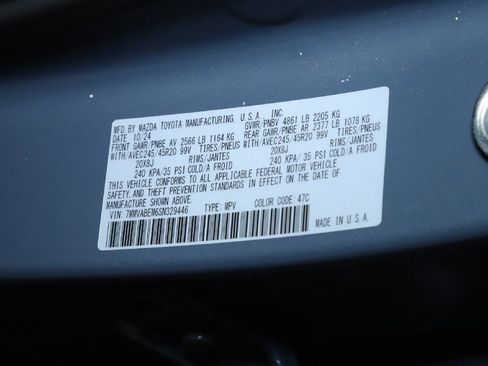 MFD. BY MAZDA TOYOTA MANUFACTURING, U.S.A., INC.
10/24 GVWR/PNBV 4861 LB 2205 KG
FRONT GAWR/PNBE AV 2566 LB 1164 KG REAR GAWR/PNBE AR 2377 LB 1078 KG
WITH/AVEC 245/45R20 99V TIRES/PNEUS WITH/AVEC 245/45R20 99V TIRES/PNEUS
20X8J RIMS/JANTES 20X8J RIMS/JANTES
240 KPA/35 PSI COLD/A FROID 240 KPA/35 PSI COLD/A FROID
THIS VEHICLE CONFORMS TO ALL APPLICABLE FEDERAL MOTOR VEHICLE
SAFETY, AND THEFT PREVENTION STANDARDS IN EFFECT ON THE DATE OF
MANUFACTURE SHOWN ABOVE.
VIN: 7MMVABEM6SN329446 TYPE: MPV COLOR CODE: 47C
MADE IN U.S.A.